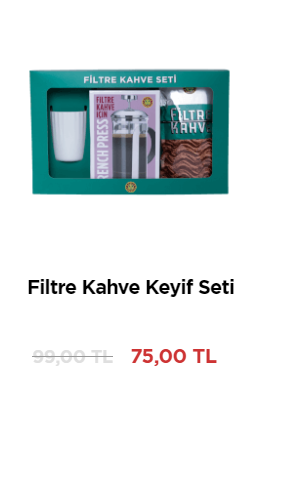 FİLTRE KAHVE SETİ
FİLTRE
KAHVE
İÇİN
FRENCH PRESS
FİLTRE
KAHVE
Filtre Kahve Keyif Seti
99,00 TL 75,00 TL